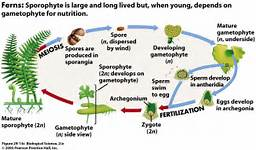 Ferns: Sporophyte is large and long lived but, when young, depends on
gametophyte for nutrition.
MEIOSIS
Spores are
produced in
sporangia
Spore
(n, dispersed
by wind)
Developing
gametophyte
(n)
Mature
gametophyte
(n, underside)
Sperm develop
in antheridia
Sporophyte
(2n; develops on
gametophyte)
Sperm
swim to
egg
Archegonium
Eggs develop in
archegonia
FERTILIZATION
Mature
sporophyte (2n)
Gametophyte
(n, side view)
Zygote
(2n)
Biological Science, 2/e